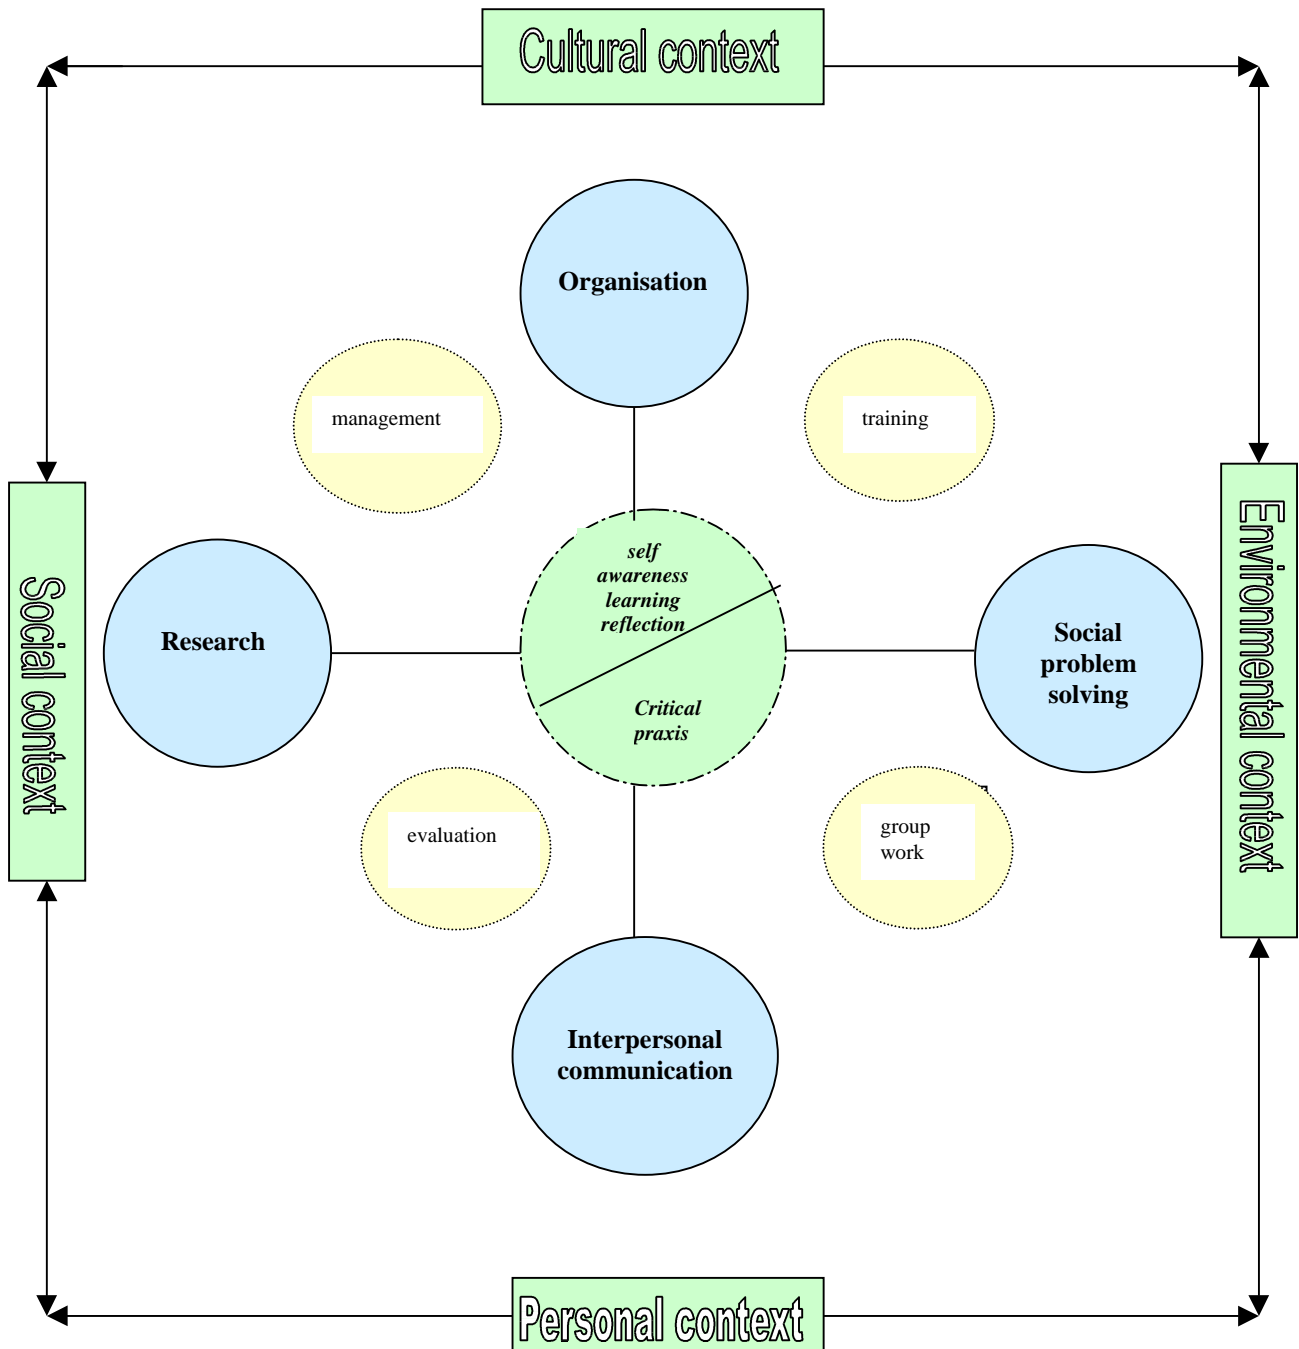 Cultural context
Organisation
management
training
self
awareness
learning
reflection
Social context
Research
Social
problem
solving
Environmental context
Critical
praxis
evaluation
group
work
Interpersonal
communication
Personal context